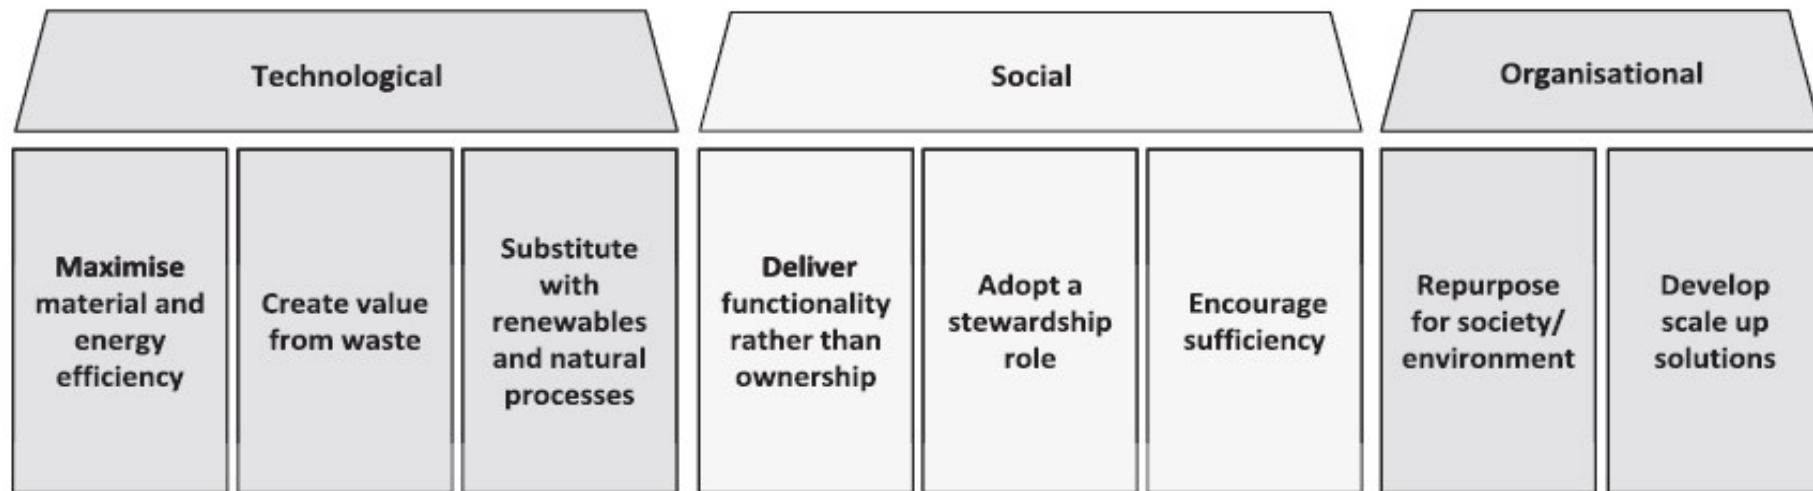 Technological
Social
Organisational
Maximise
material and
energy
efficiency
Create value
from waste
Substitute
with
renewables
and natural
processes
Deliver
functionality
rather than
ownership
Adopt a
stewardship
role
Encourage
sufficiency
Repurpose
for society/
environment
Develop
scale up
solutions